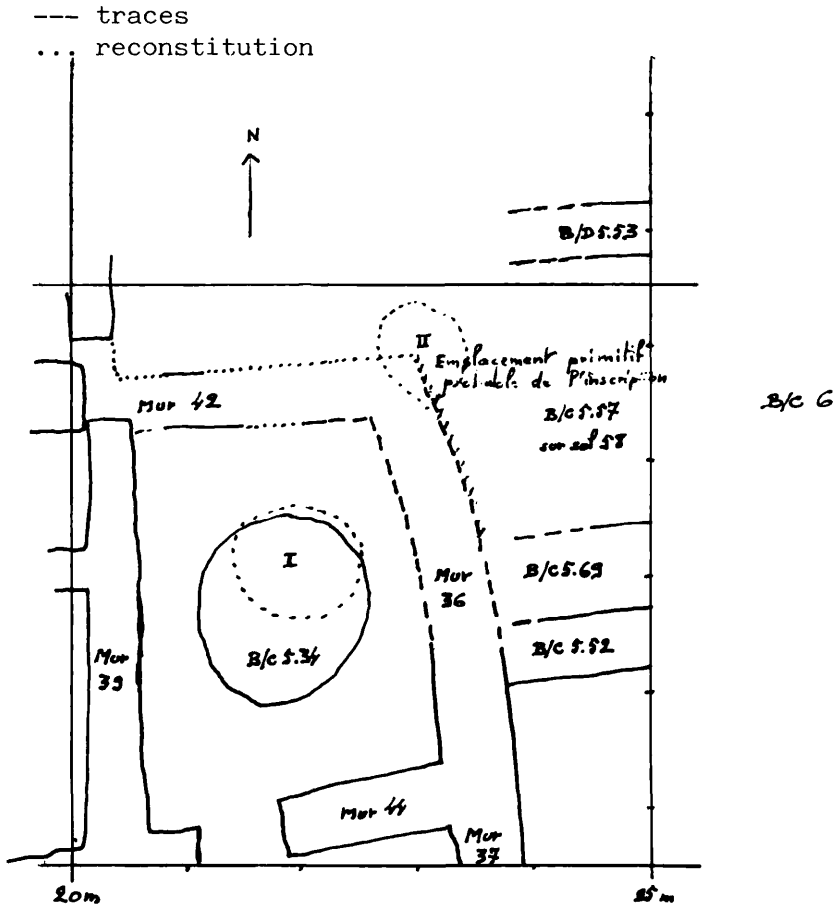 --- traces
... reconstitution
N
B/D 5.53
II
Emplacement primitif
de l'inscription
B/C 5.57
sur sol 58
B/C 6
Mur 42
I
B/C 5.34
Mur
36
B/C 5.69
B/C 5.52
Mur
39
Mur 44
Mur
37
20m
25m